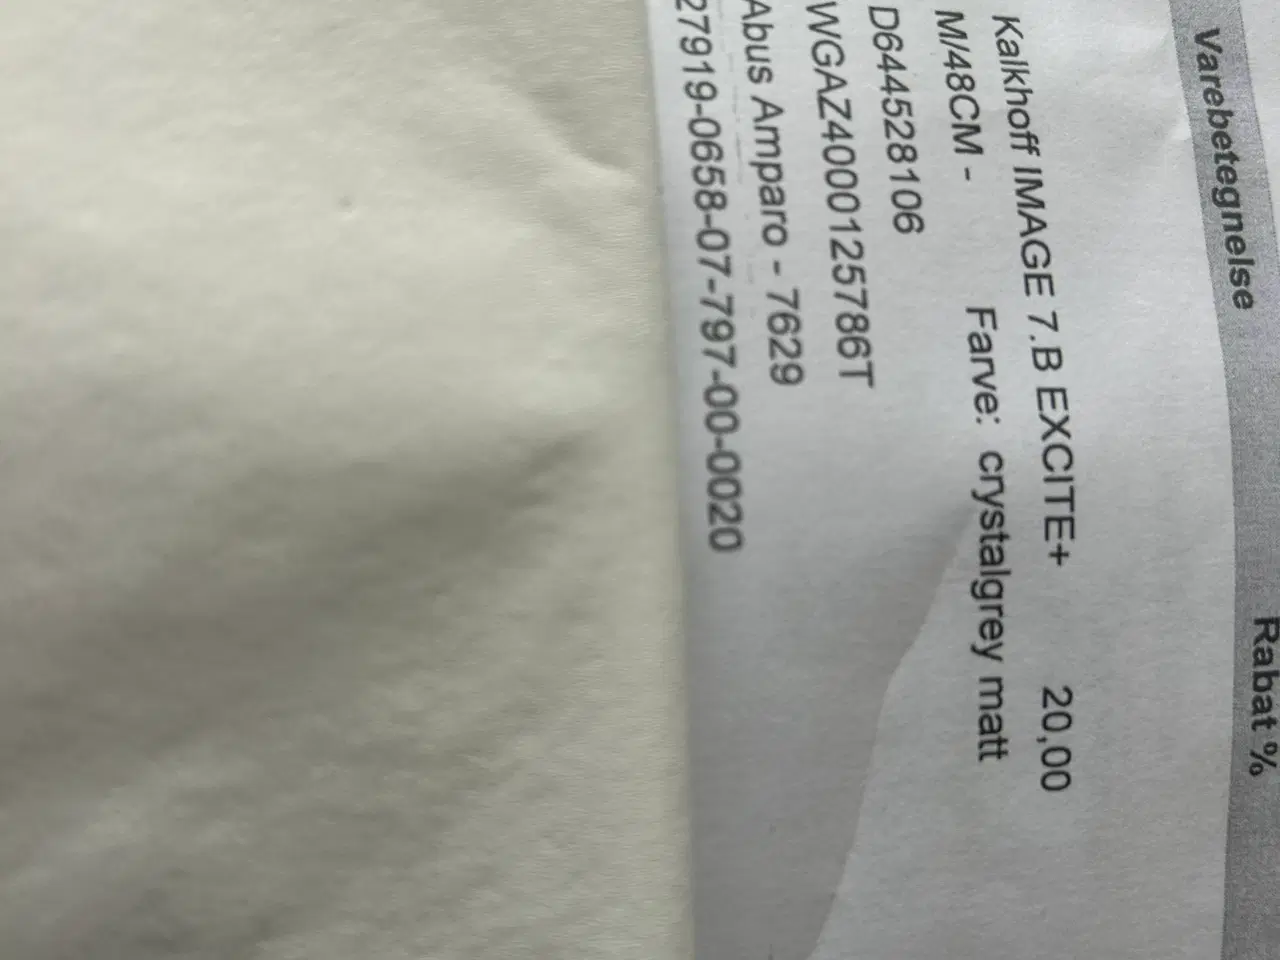 Varebetegnelse Rabat %
Kalkhoff IMAGE 7.B EXCITE+ 20,00
M/48CM - Farve: crystalgrey matt
D644528106
WGAZ4000125786T
Abus Amparo - 7629
27919-0658-07-797-00-0020